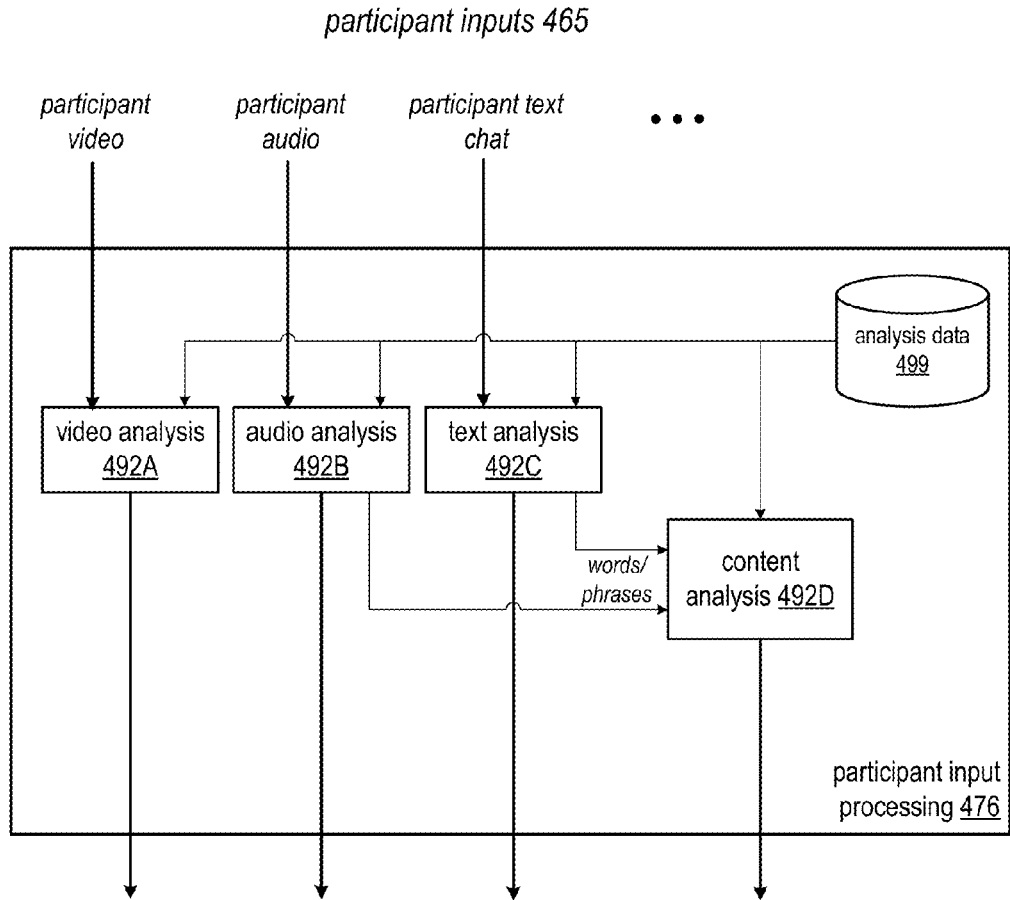 participant inputs 465
participant
video
participant
audio
participant text
chat
analysis data
499
video analysis
492A
audio analysis
492B
text analysis
492C
words/
phrases
content
analysis 492D
participant input
processing 476